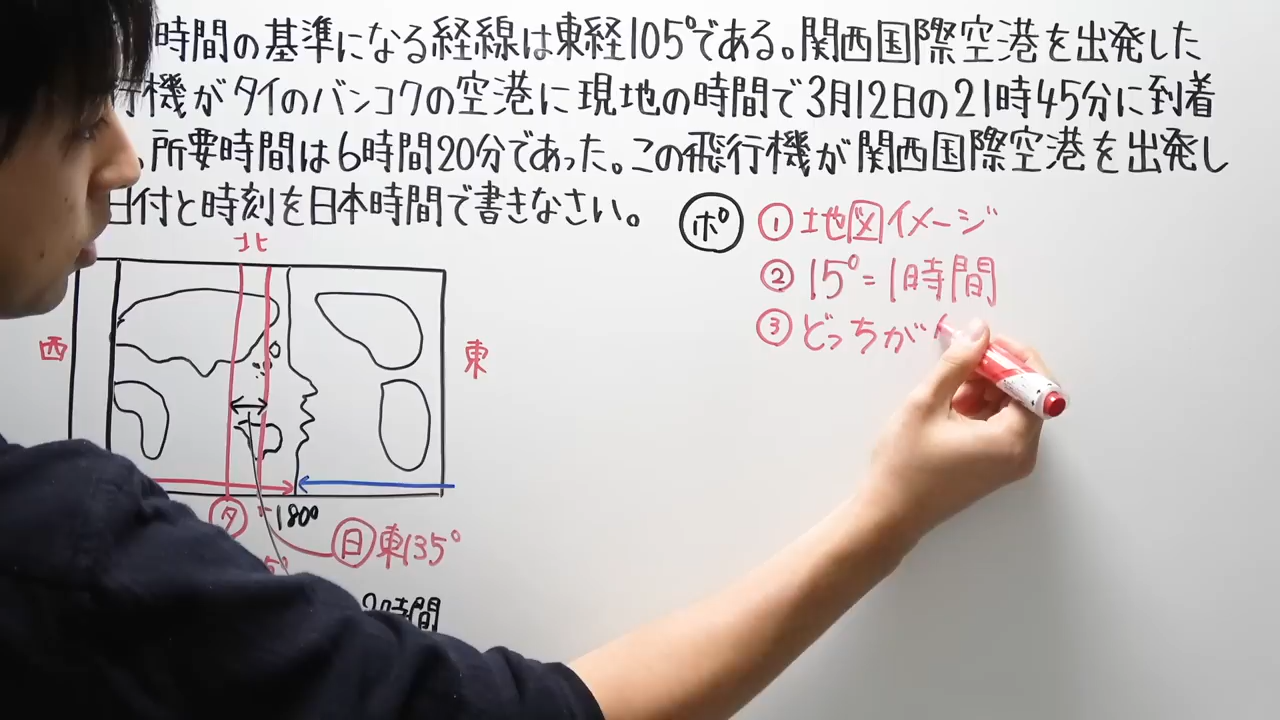 時間の基準になる経線は東経105°である。関西国際空港を出発した
行機がタイのバンコクの空港に現地の時間で3月12日の21時45分に到着
、所要時間は6時間20分であった。この飛行機が関西国際空港を出発し
日付と時刻を日本時間で書きなさい。
ポ ①地図イメージ
②15°=1時間
③どっちが
北
西
東
180°
タ
日 東135°
5°
2時間